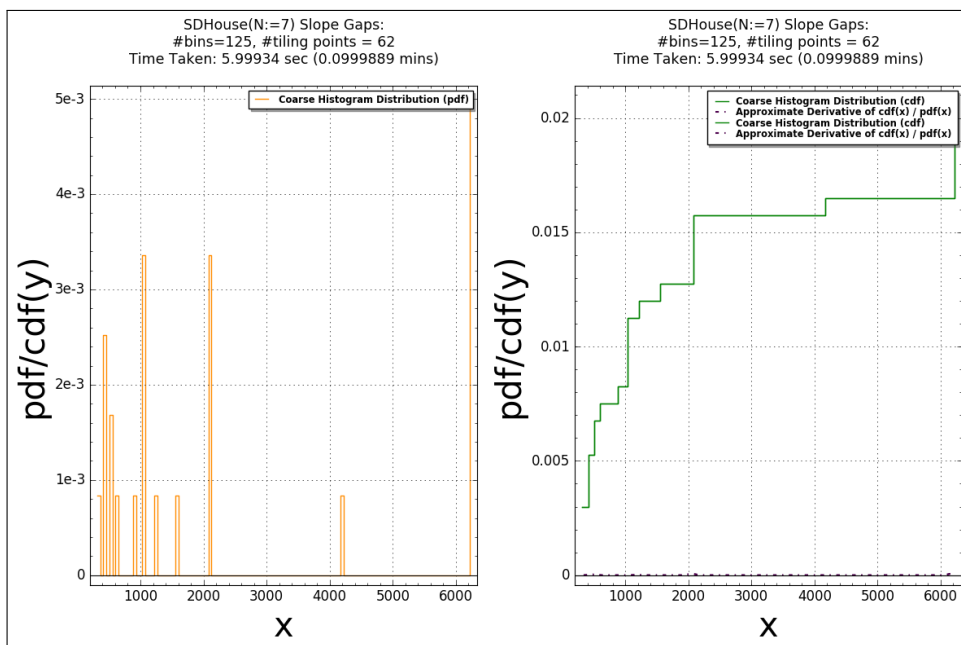 SDHouse(N:=7) Slope Gaps:
#bins=125, #tiling points = 62
Time Taken: 5.99934 sec (0.0999889 mins)
Coarse Histogram Distribution (pdf)
5e-3
4e-3
3e-3
2e-3
1e-3
0
pdf/cdf(y)
1000 2000 3000 4000 5000 6000
x
SDHouse(N:=7) Slope Gaps:
#bins=125, #tiling points = 62
Time Taken: 5.99934 sec (0.0999889 mins)
Coarse Histogram Distribution (cdf)
Approximate Derivative of cdf(x) / pdf(x)
Coarse Histogram Distribution (cdf)
Approximate Derivative of cdf(x) / pdf(x)
0.02
0.015
0.01
0.005
0
pdf/cdf(y)
1000 2000 3000 4000 5000 6000
x